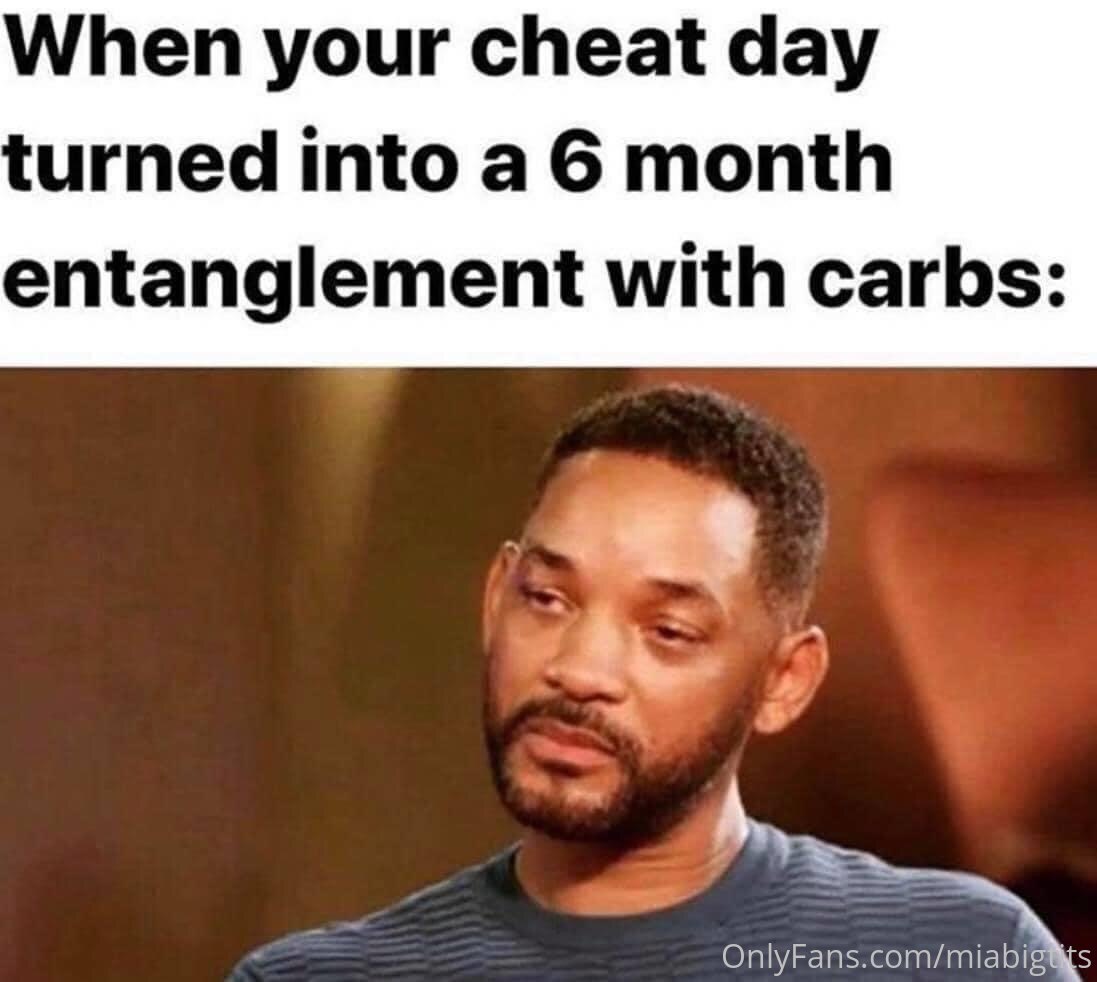 When your cheat day
turned into a 6 month
entanglement with carbs:
OnlyFans.com/miabigtits